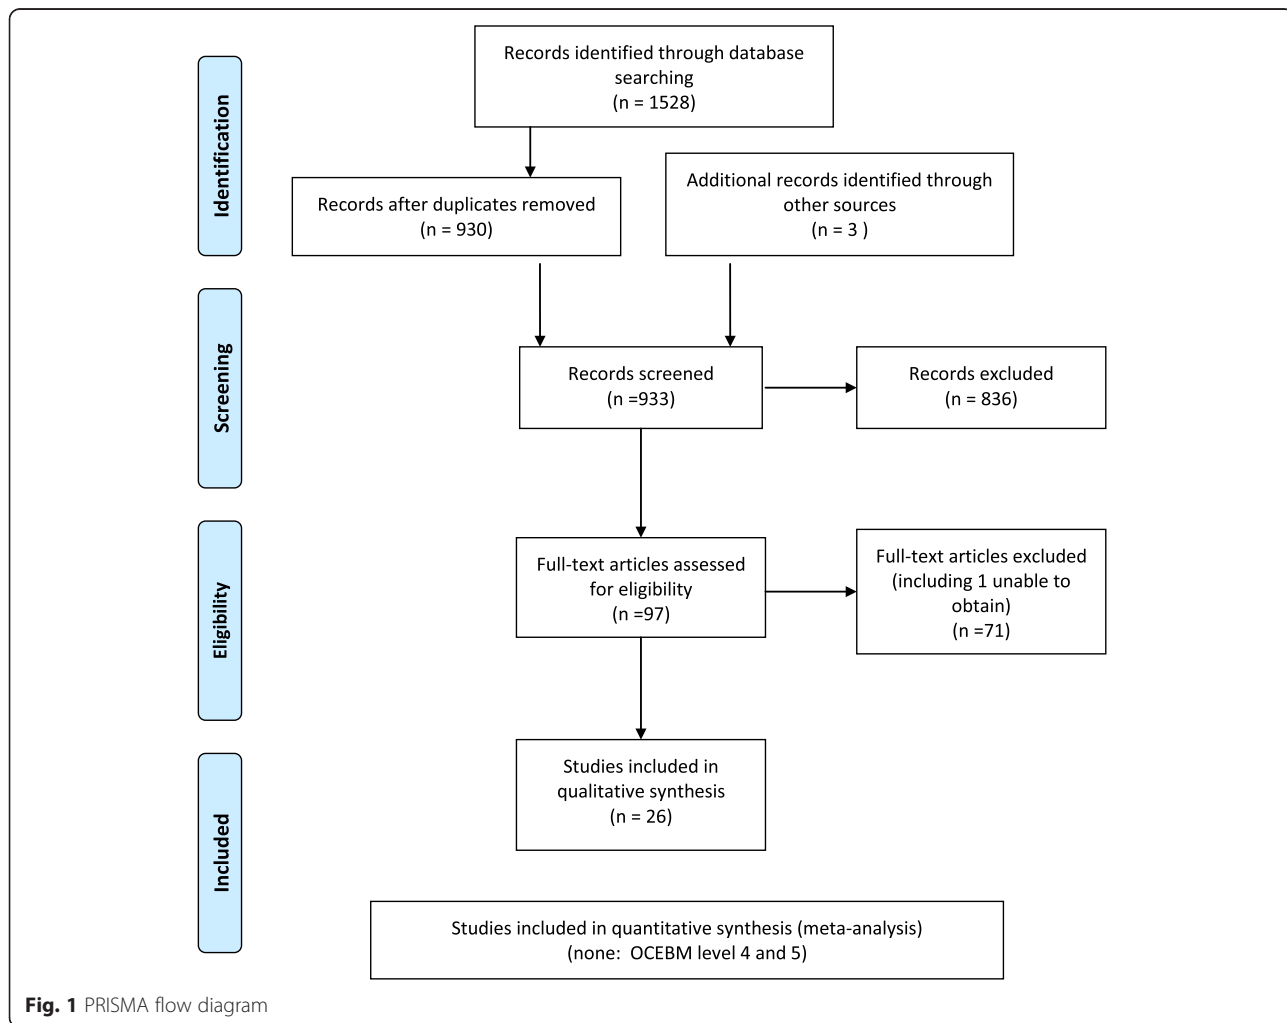 Identification
Records identified through database
searching
(n = 1528)
Records after duplicates removed
(n = 930)
Additional records identified through
other sources
(n = 3 )
Screening
Records screened
(n =933)
Records excluded
(n = 836)
Eligibility
Full-text articles assessed
for eligibility
(n =97)
Full-text articles excluded
(including 1 unable to
obtain)
(n =71)
Included
Studies included in
qualitative synthesis
(n = 26)
Studies included in quantitative synthesis (meta-analysis)
(none:  OCEBM level 4 and 5)
Fig. 1 PRISMA flow diagram